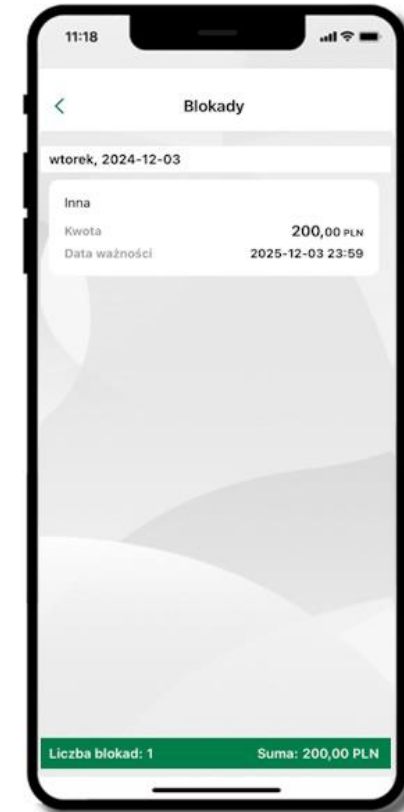 11:18
Blokady
wtorek, 2024-12-03
Inna
Kwota 200,00 PLN
Data ważności 2025-12-03 23:59
Liczba blokad: 1 Suma: 200,00 PLN